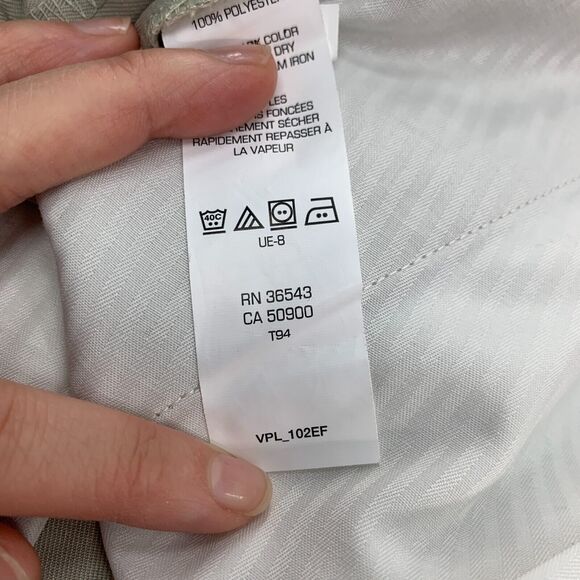 100% POLYESTER
COLOR
DRY
IRON
LES
FONCÉES
SÉCHER
RAPIDEMENT REPASSER À
LA VAPEUR
40C
UE-8
RN 36543
CA 50900
T94
VPL_102EF